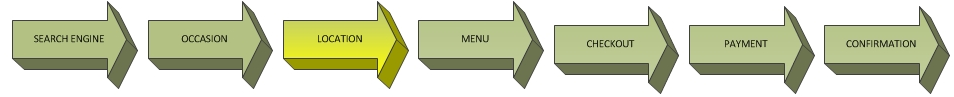 SEARCH ENGINE
OCCASION
LOCATION
MENU
CHECKOUT
PAYMENT
CONFIRMATION